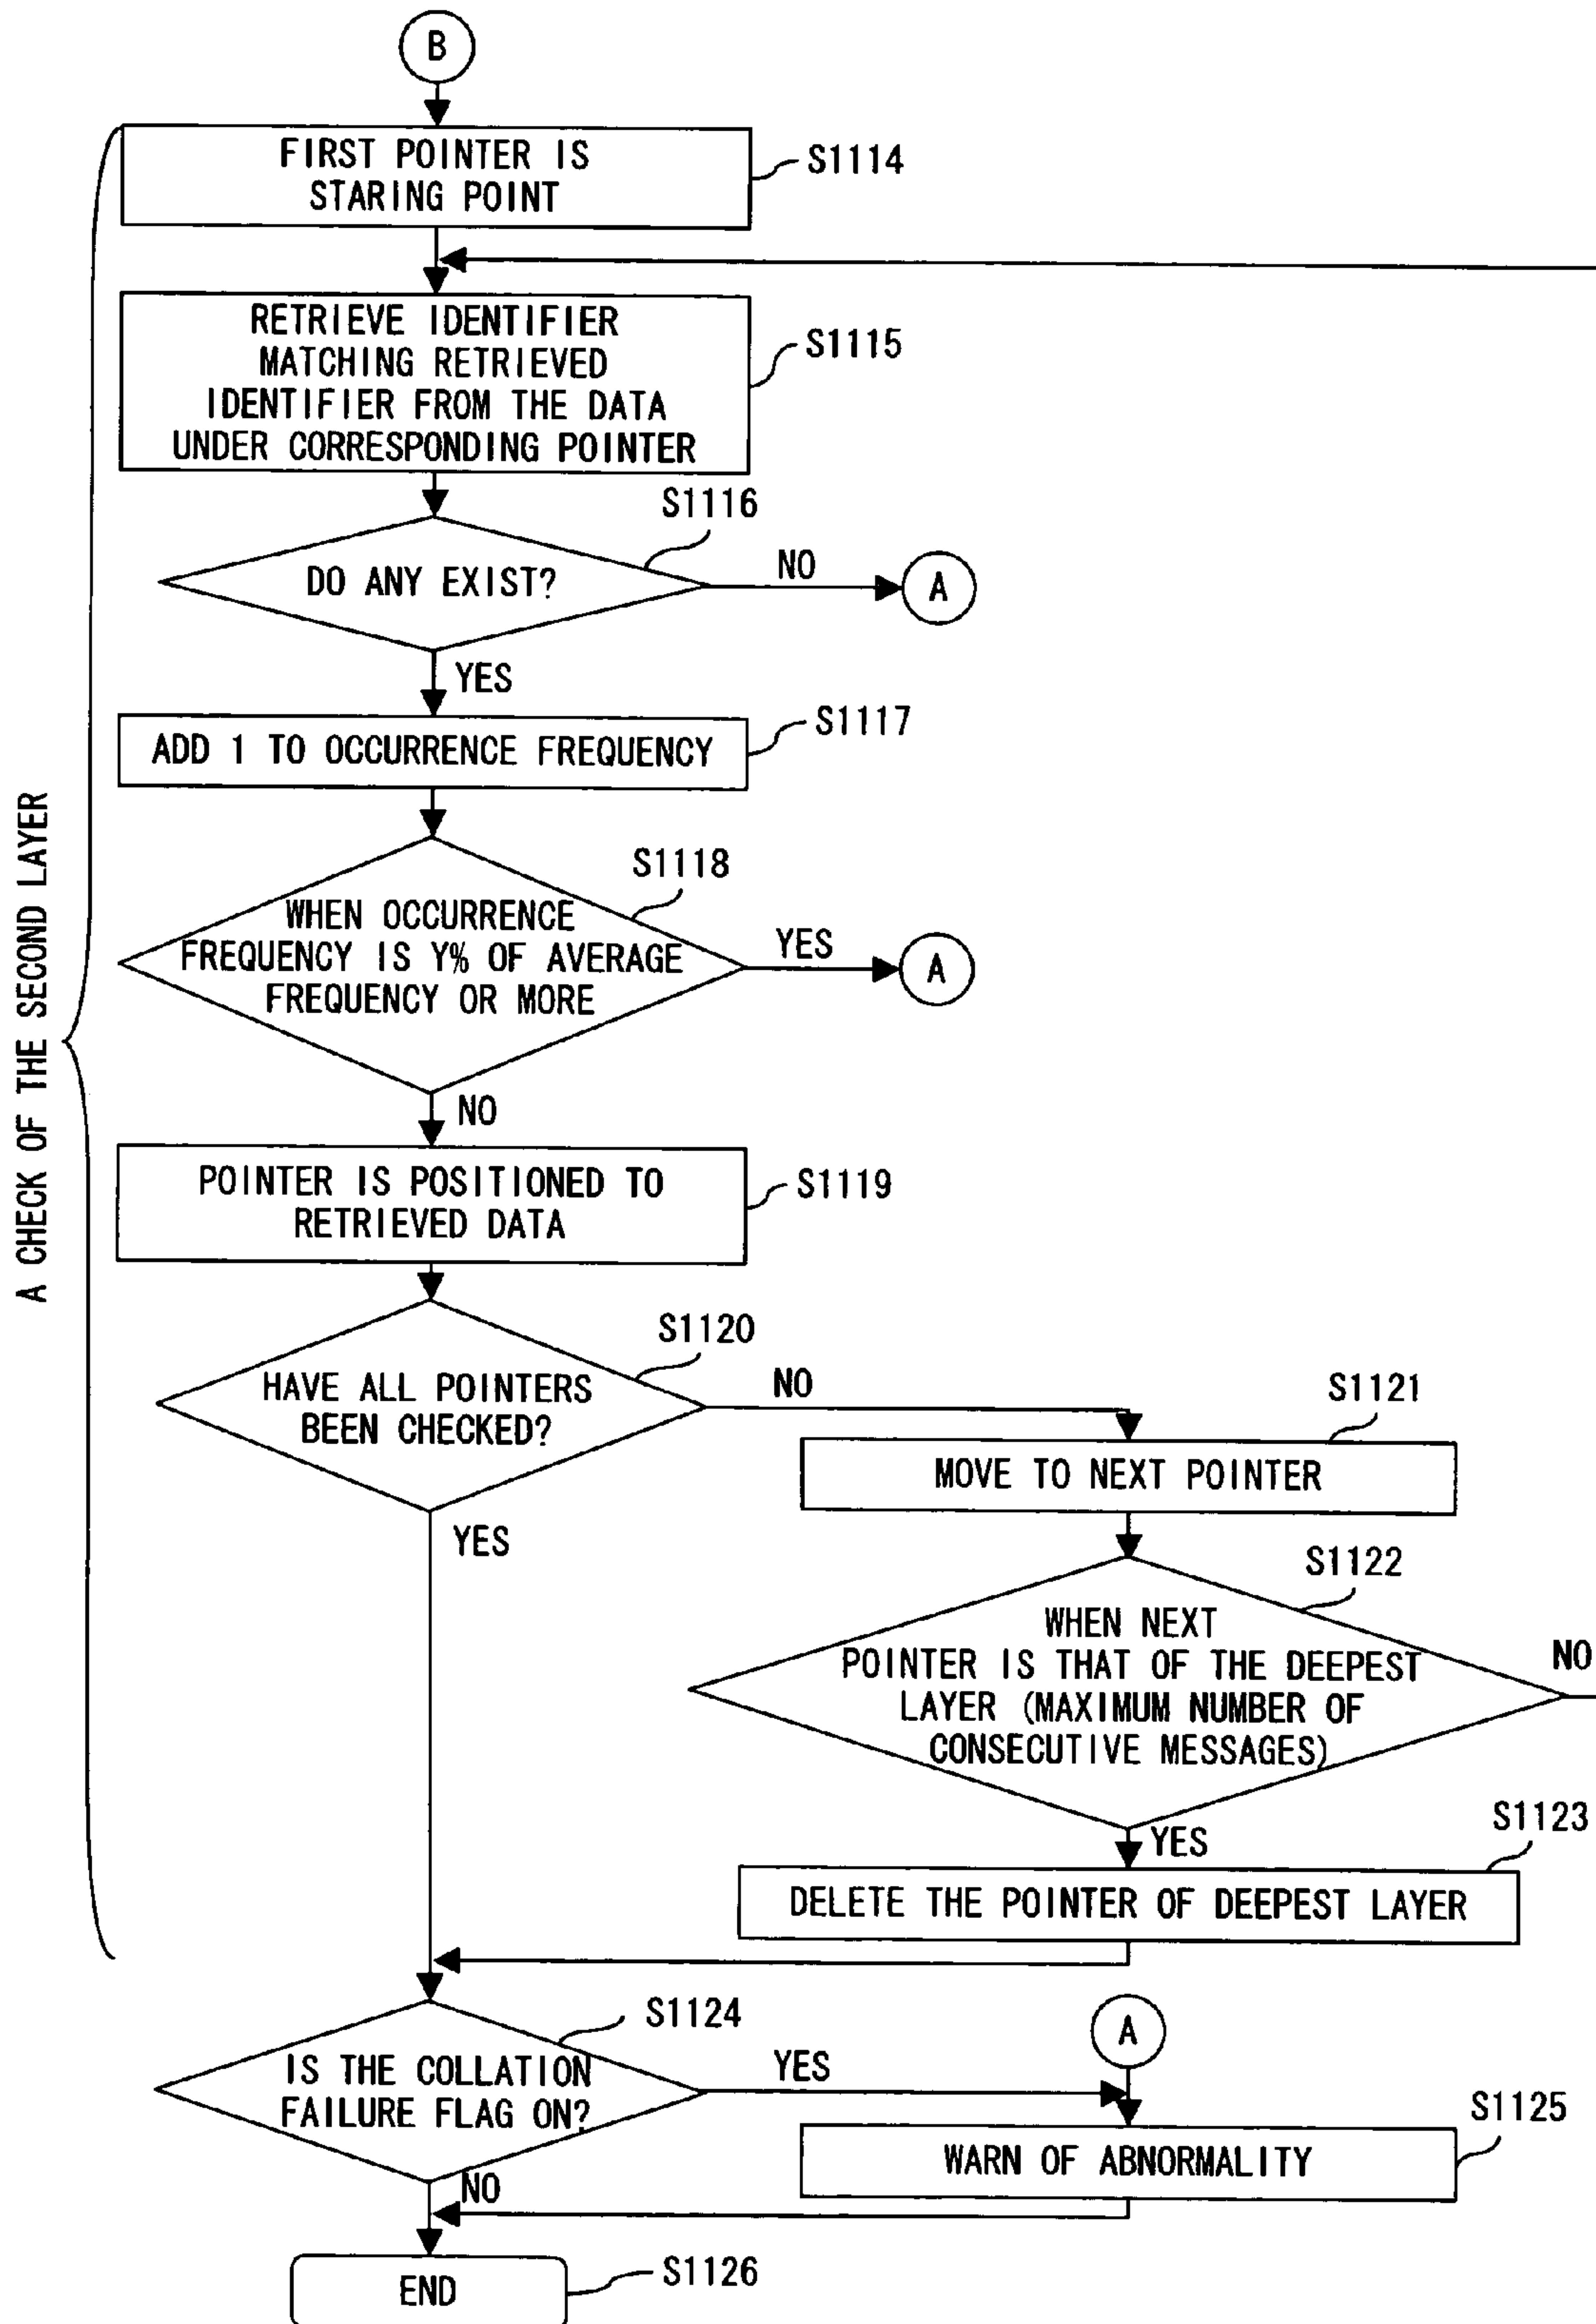 B
FIRST POINTER IS
STARING POINT
S1114
RETRIEVE IDENTIFIER
MATCHING RETRIEVED
IDENTIFIER FROM THE DATA
UNDER CORRESPONDING POINTER
S1115
S1116
DO ANY EXIST?
NO
A
YES
ADD 1 TO OCCURRENCE FREQUENCY
S1117
A CHECK OF THE SECOND LAYER
S1118
WHEN OCCURRENCE
FREQUENCY IS Y% OF AVERAGE
FREQUENCY OR MORE
YES
A
NO
POINTER IS POSITIONED TO
RETRIEVED DATA
S1119
S1120
HAVE ALL POINTERS
BEEN CHECKED?
NO
YES
S1121
MOVE TO NEXT POINTER
S1122
WHEN NEXT
POINTER IS THAT OF THE DEEPEST
LAYER (MAXIMUM NUMBER OF
CONSECUTIVE MESSAGES)
NO
YES
S1123
DELETE THE POINTER OF DEEPEST LAYER
S1124
IS THE COLLATION
FAILURE FLAG ON?
YES
NO
A
S1125
WARN OF ABNORMALITY
END
S1126